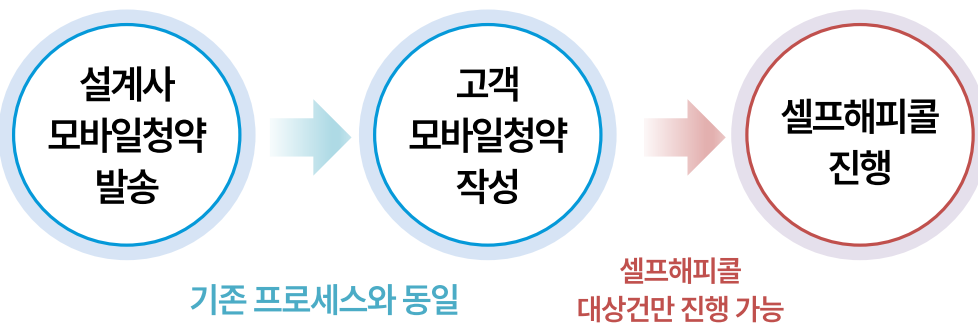 설계사
모바일청약
발송
고객
모바일청약
작성
셀프해피콜
진행
기존 프로세스와 동일
셀프해피콜
대상건만 진행 가능